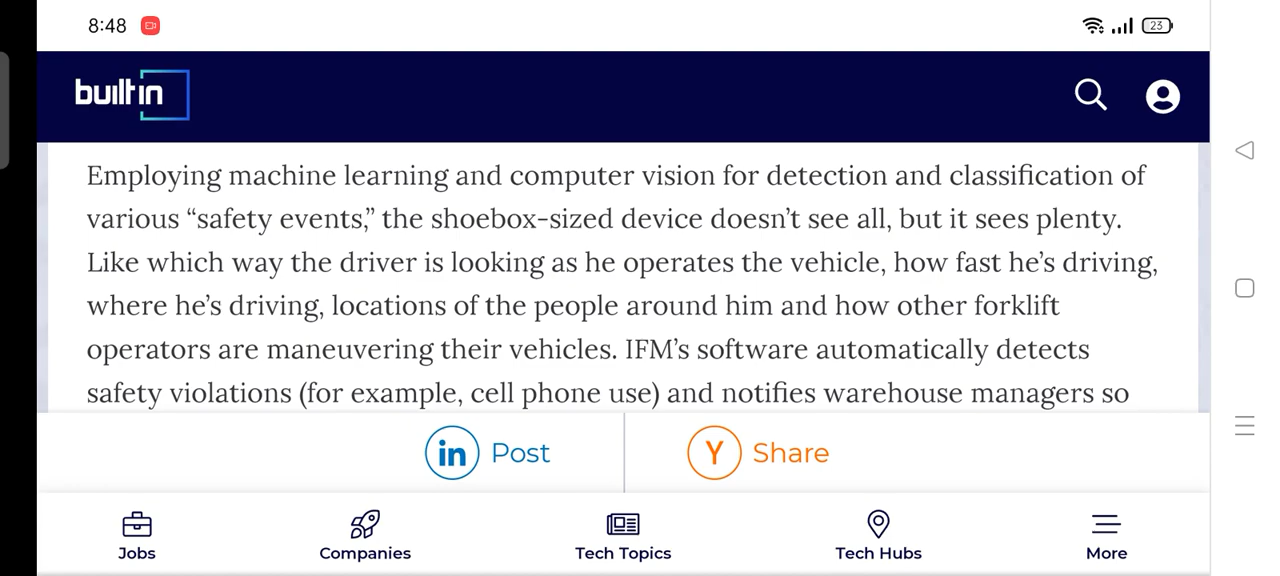 8:48
23
built in
Employing machine learning and computer vision for detection and classification of
various “safety events,” the shoebox-sized device doesn’t see all, but it sees plenty.
Like which way the driver is looking as he operates the vehicle, how fast he’s driving,
where he’s driving, locations of the people around him and how other forklift
operators are maneuvering their vehicles. IFM’s software automatically detects
safety violations (for example, cell phone use) and notifies warehouse managers so
in Post
Y Share
Jobs
Companies
Tech Topics
Tech Hubs
More